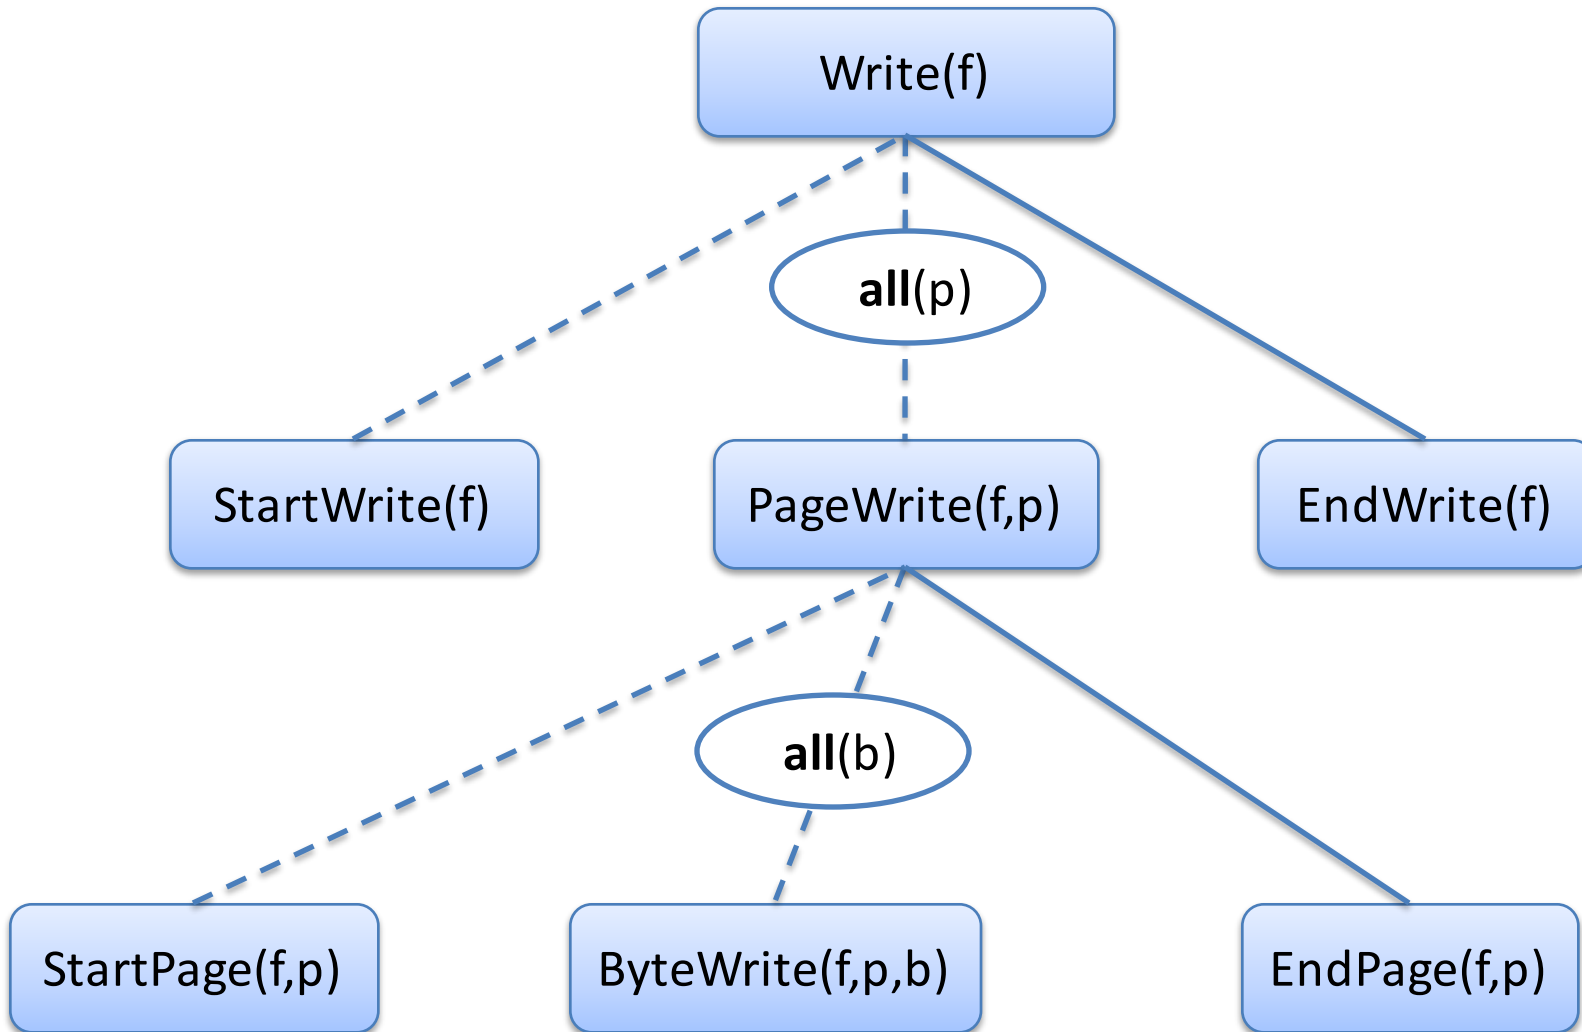 Write(f)
all(p)
StartWrite(f)
PageWrite(f,p)
EndWrite(f)
all(b)
StartPage(f,p)
ByteWrite(f,p,b)
EndPage(f,p)